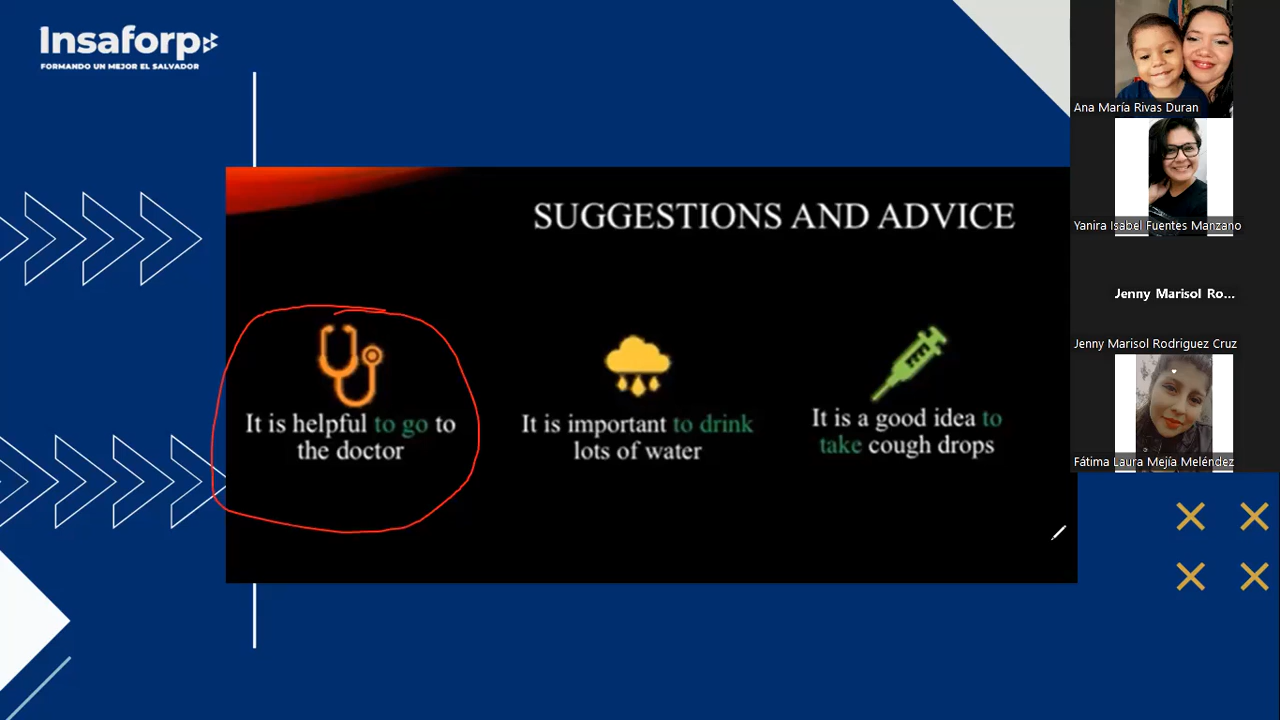 Insaforp
FORMANDO UN MEJOR EL SALVADOR
SUGGESTIONS AND ADVICE
It is helpful to go to
the doctor
It is important to drink
lots of water
It is a good idea to
take cough drops
Ana María Rivas Duran
Yanira Isabel Fuentes Manzano
Jenny Marisol Ro...
Jenny Marisol Rodriguez Cruz
Fátima Laura Mejía Meléndez